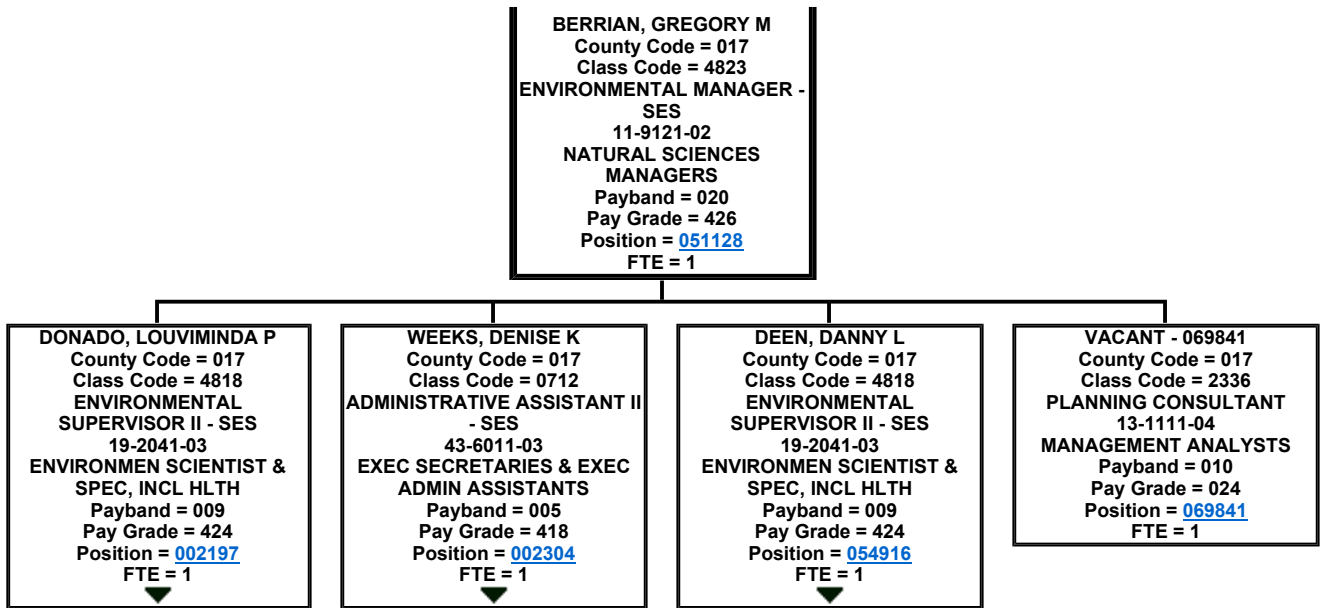 BERRIAN, GREGORY M
County Code = 017
Class Code = 4823
ENVIRONMENTAL MANAGER -
SES
11-9121-02
NATURAL SCIENCES
MANAGERS
Payband = 020
Pay Grade = 426
Position = 051128
FTE = 1
DONADO, LOUVIMINDA P
County Code = 017
Class Code = 4818
ENVIRONMENTAL
SUPERVISOR II - SES
19-2041-03
ENVIRONMEN SCIENTIST &
SPEC, INCL HLTH
Payband = 009
Pay Grade = 424
Position = 002197
FTE = 1
WEEKS, DENISE K
County Code = 017
Class Code = 0712
ADMINISTRATIVE ASSISTANT II
- SES
43-6011-03
EXEC SECRETARIES & EXEC
ADMIN ASSISTANTS
Payband = 005
Pay Grade = 418
Position = 002304
FTE = 1
DEEN, DANNY L
County Code = 017
Class Code = 4818
ENVIRONMENTAL
SUPERVISOR II - SES
19-2041-03
ENVIRONMEN SCIENTIST &
SPEC, INCL HLTH
Payband = 009
Pay Grade = 424
Position = 054916
FTE = 1
VACANT - 069841
County Code = 017
Class Code = 2336
PLANNING CONSULTANT
13-1111-04
MANAGEMENT ANALYSTS
Payband = 010
Pay Grade = 024
Position = 069841
FTE = 1